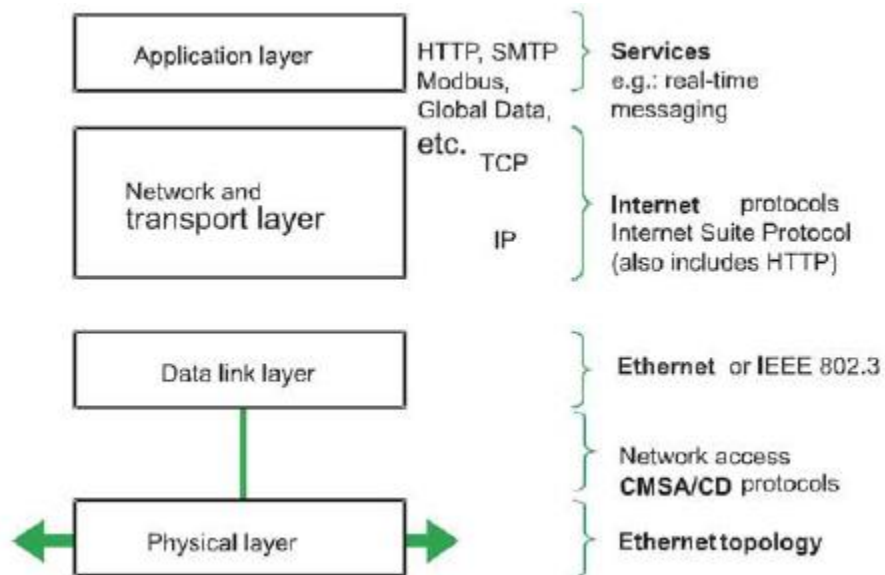 Application layer
HTTP, SMTP
Modbus,
Global Data,
etc.
Services
e.g.: real-time
messaging
Network and
transport layer
TCP
IP
Internet protocols
Internet Suite Protocol
(also includes HTTP)
Data link layer
Ethernet or IEEE 802.3
Network access
CMSA/CD protocols
Physical layer
Ethernet topology